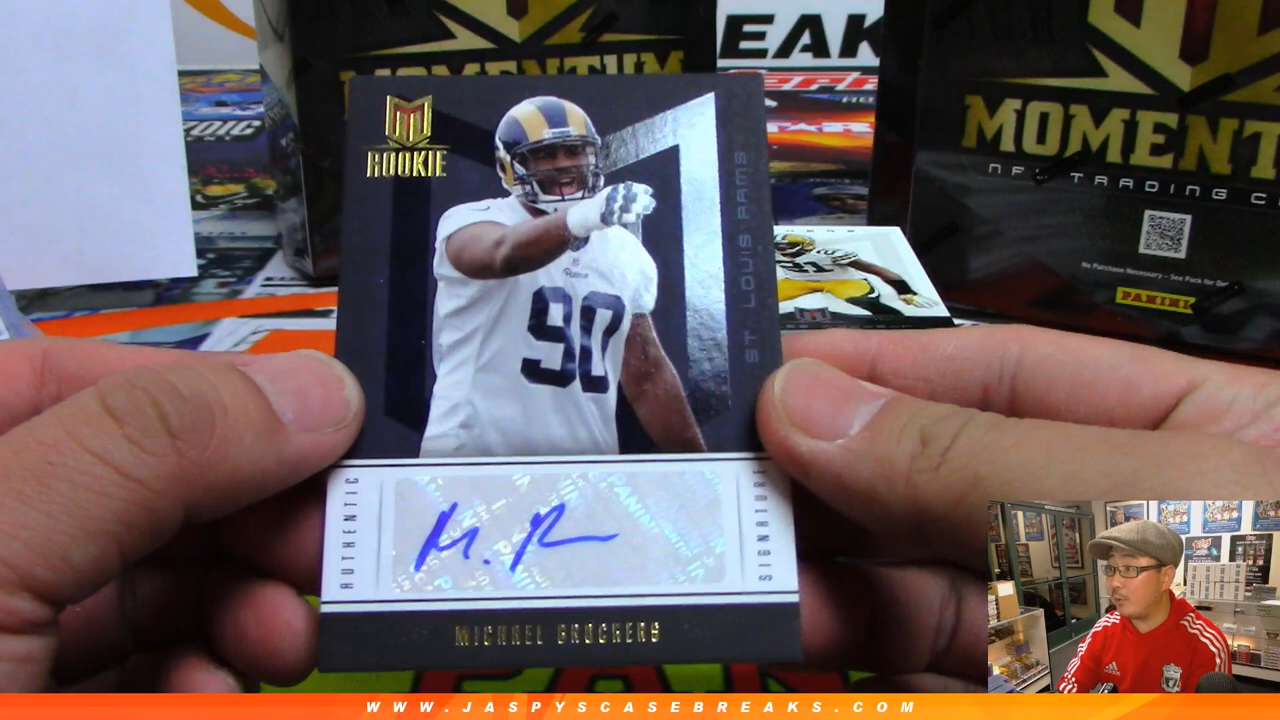 EAK
MOMENTUM
MOMENT
NFL TRADING C
No Purchase Necessary - See Pack for De
PANINI
ROOKIE
ST. LOUIS RAMS
90
AUTHENTIC
SIGNATURE
M. B
MICHAEL BROCKERS
WWW.JASPYSCASEBREAKS.COM